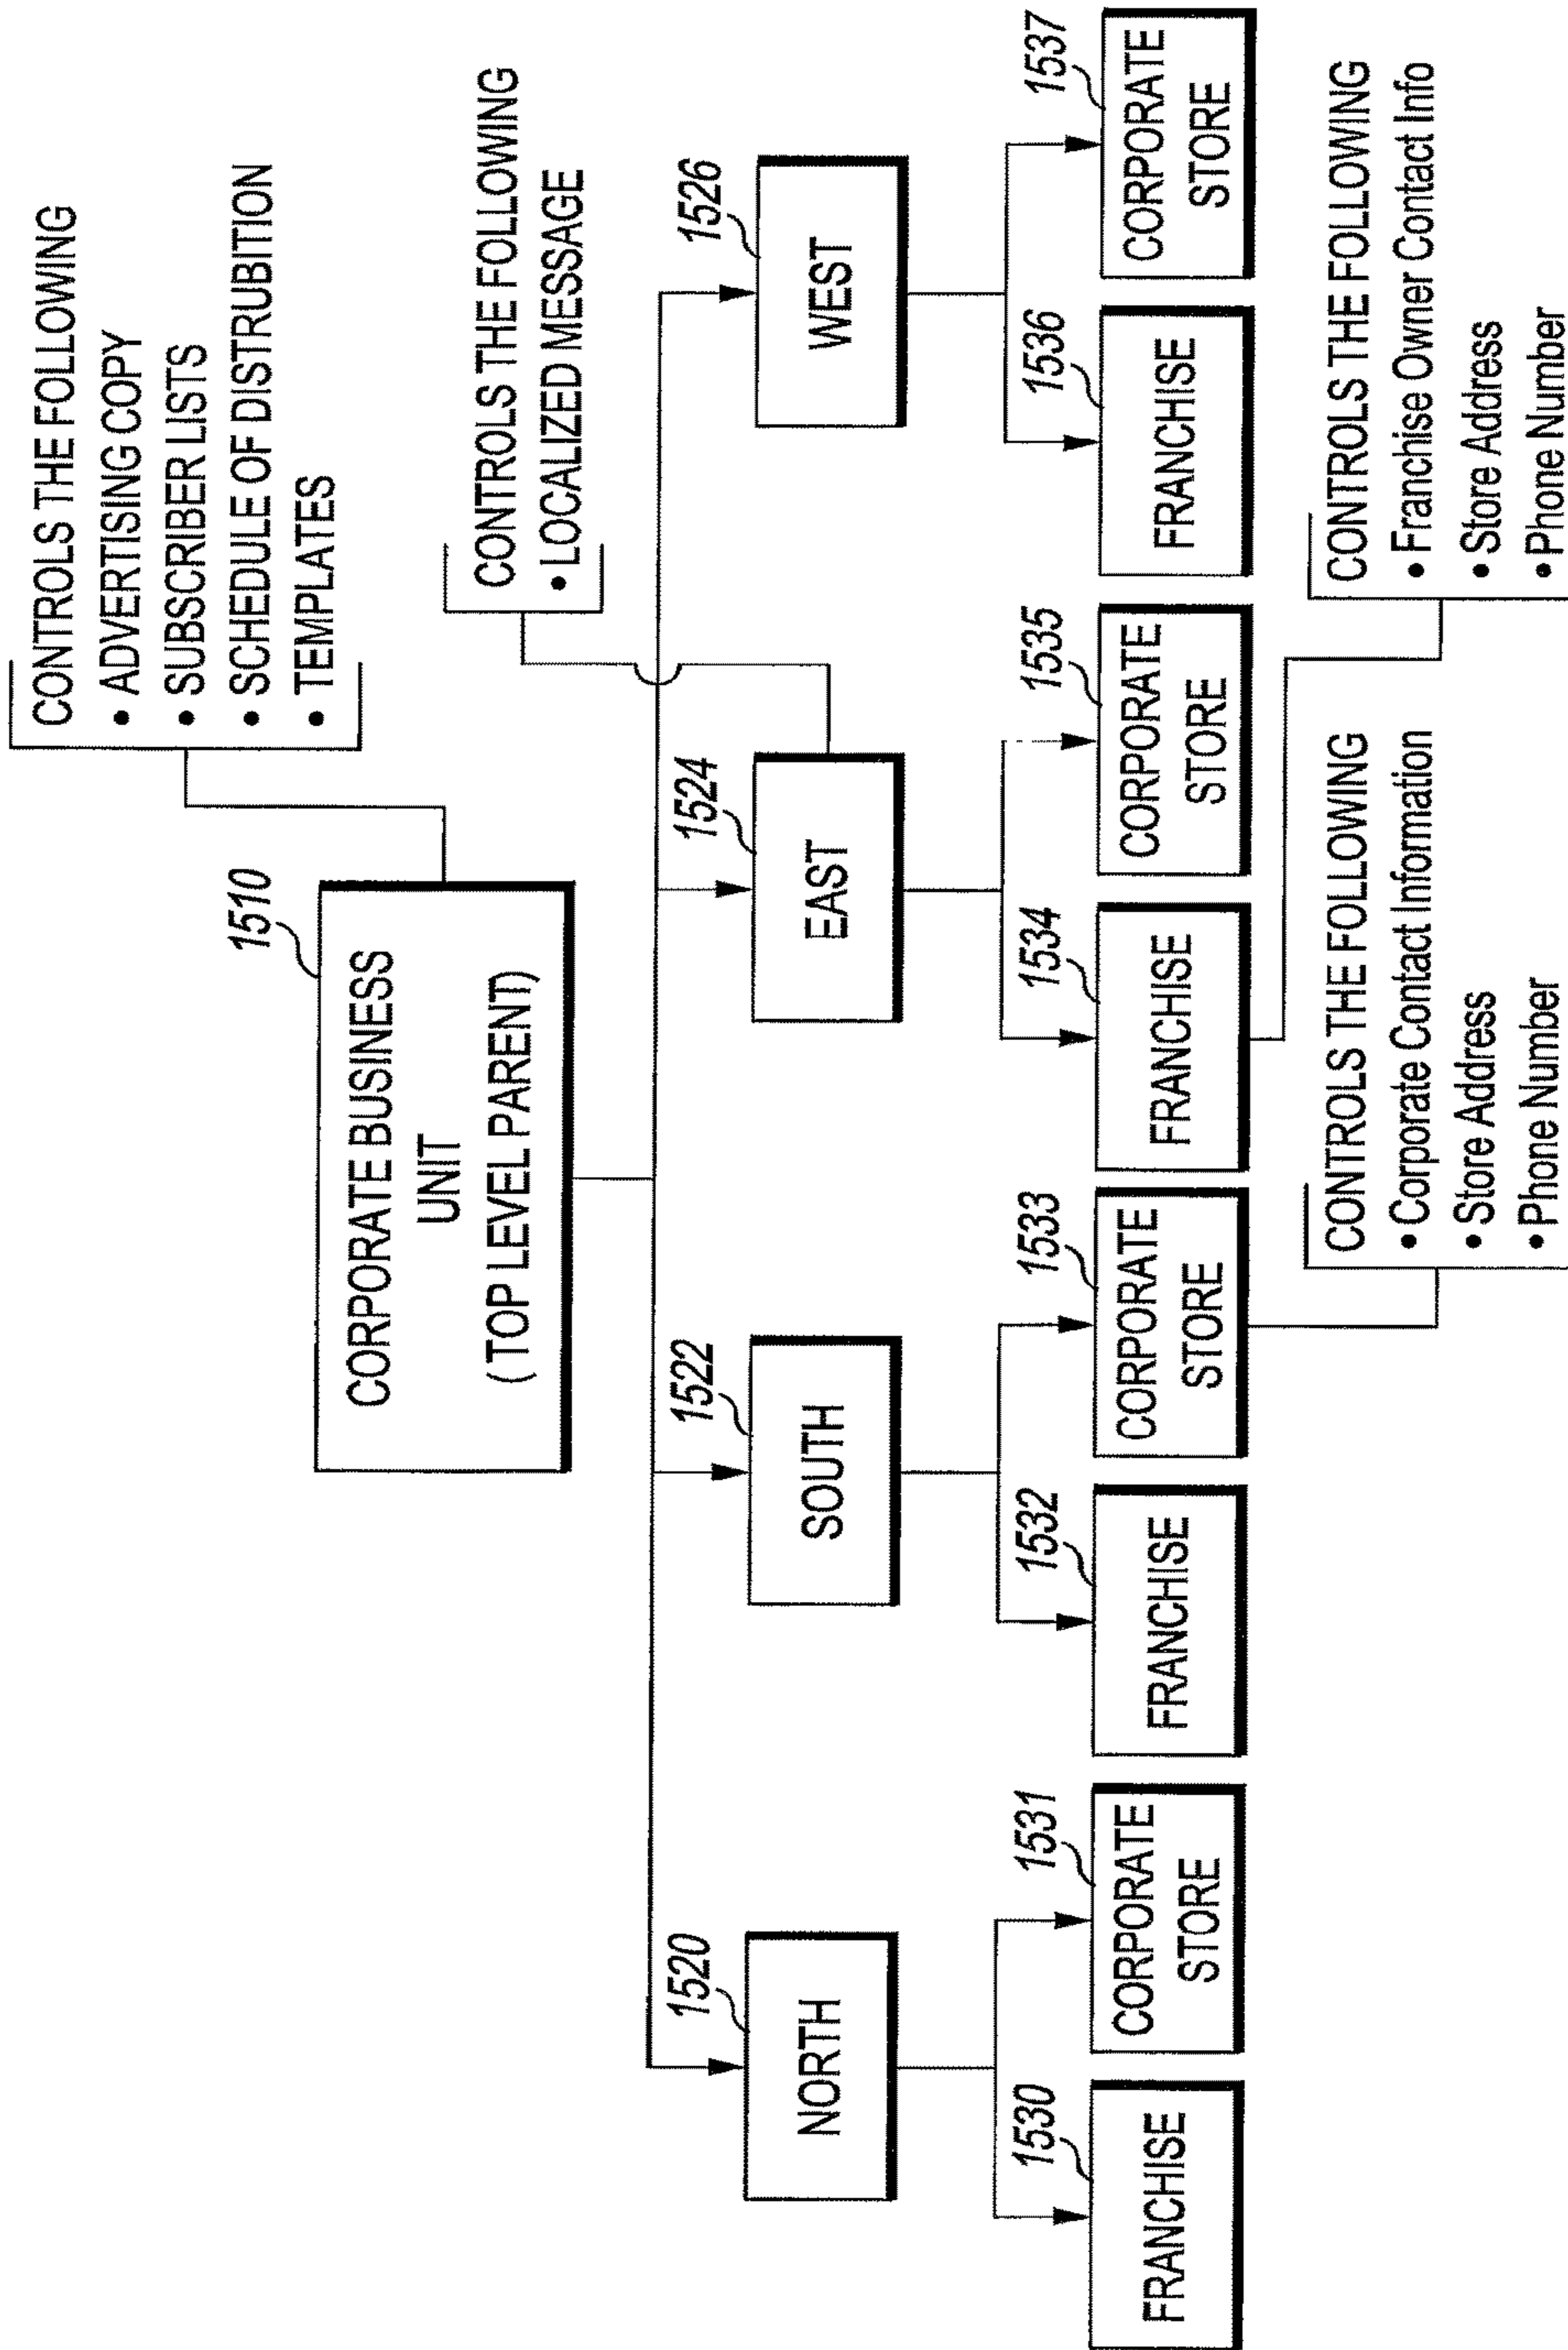 CONTROLS THE FOLLOWING
• ADVERTISING COPY
• SUBSCRIBER LISTS
• SCHEDULE OF DISTRUBITION
• TEMPLATES
1510
CORPORATE BUSINESS
UNIT
(TOP LEVEL PARENT)
CONTROLS THE FOLLOWING
• LOCALIZED MESSAGE
1520
NORTH
1522
SOUTH
1524
EAST
1526
WEST
1530
FRANCHISE
1531
CORPORATE
STORE
1532
FRANCHISE
1533
CORPORATE
STORE
1534
FRANCHISE
1535
CORPORATE
STORE
1536
FRANCHISE
1537
CORPORATE
STORE
CONTROLS THE FOLLOWING
• Corporate Contact Information
• Store Address
• Phone Number
CONTROLS THE FOLLOWING
• Franchise Owner Contact Info
• Store Address
• Phone Number